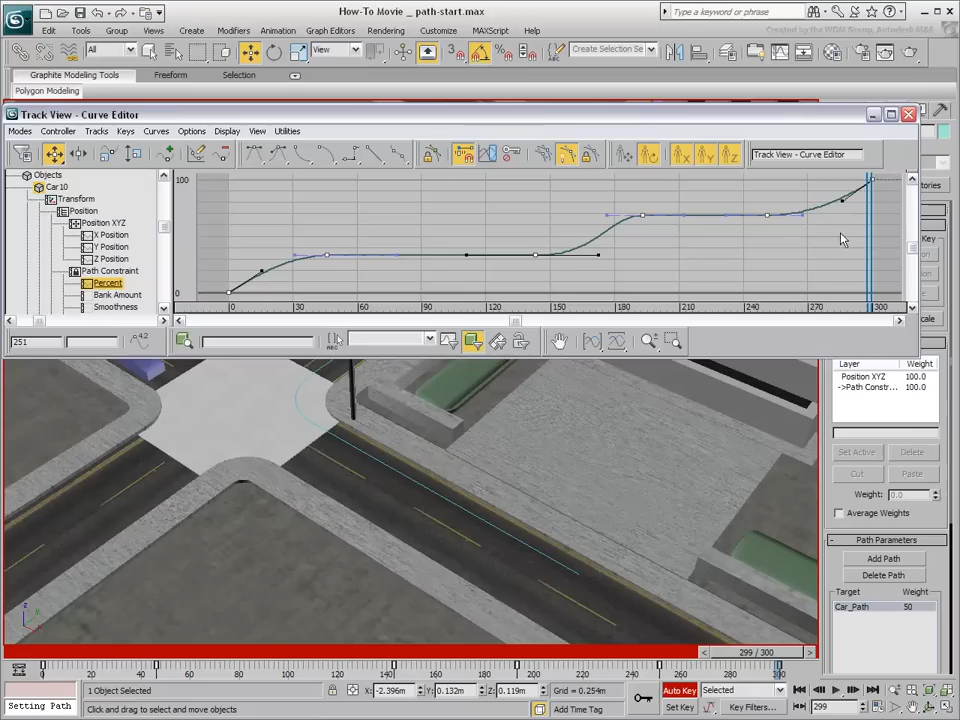 How-To Movie _ path-start.max
Type a keyword or phrase
Created by the WDM Group, Autodesk M&E
Edit Tools Group Views Create Modifiers Animation Graph Editors Rendering Customize MAXScript Help
All View 3 Create Selection Se
Graphite Modeling Tools Freeform Selection
Polygon Modeling
Track View - Curve Editor
Modes Controller Tracks Keys Curves Options Display View Utilities
Track View - Curve Editor
Objects
Car10
Transform
Position
Position XYZ
X Position
Y Position
Z Position
Path Constraint
Percent
Bank Amount
Smoothness
100
0
30 60 90 120 150 180 210 240 270 300
251
Layer Weight
Position XYZ 100.0
->Path Constr... 100.0
Set Active Delete
Cut Paste
Weight: 0.0
Average Weights
- Path Parameters
Add Path
Delete Path
Target Weight
Car_Path 50
< 299 / 300 >
0 20 40 60 80 100 120 140 160 180 200 220 240 260 280 300
1 Object Selected X: -2.396m Y: 0.132m Z: 0.119m Grid = 0.254m Auto Key Selected
Setting Path Click and drag to select and move objects Add Time Tag Set Key Key Filters... 299